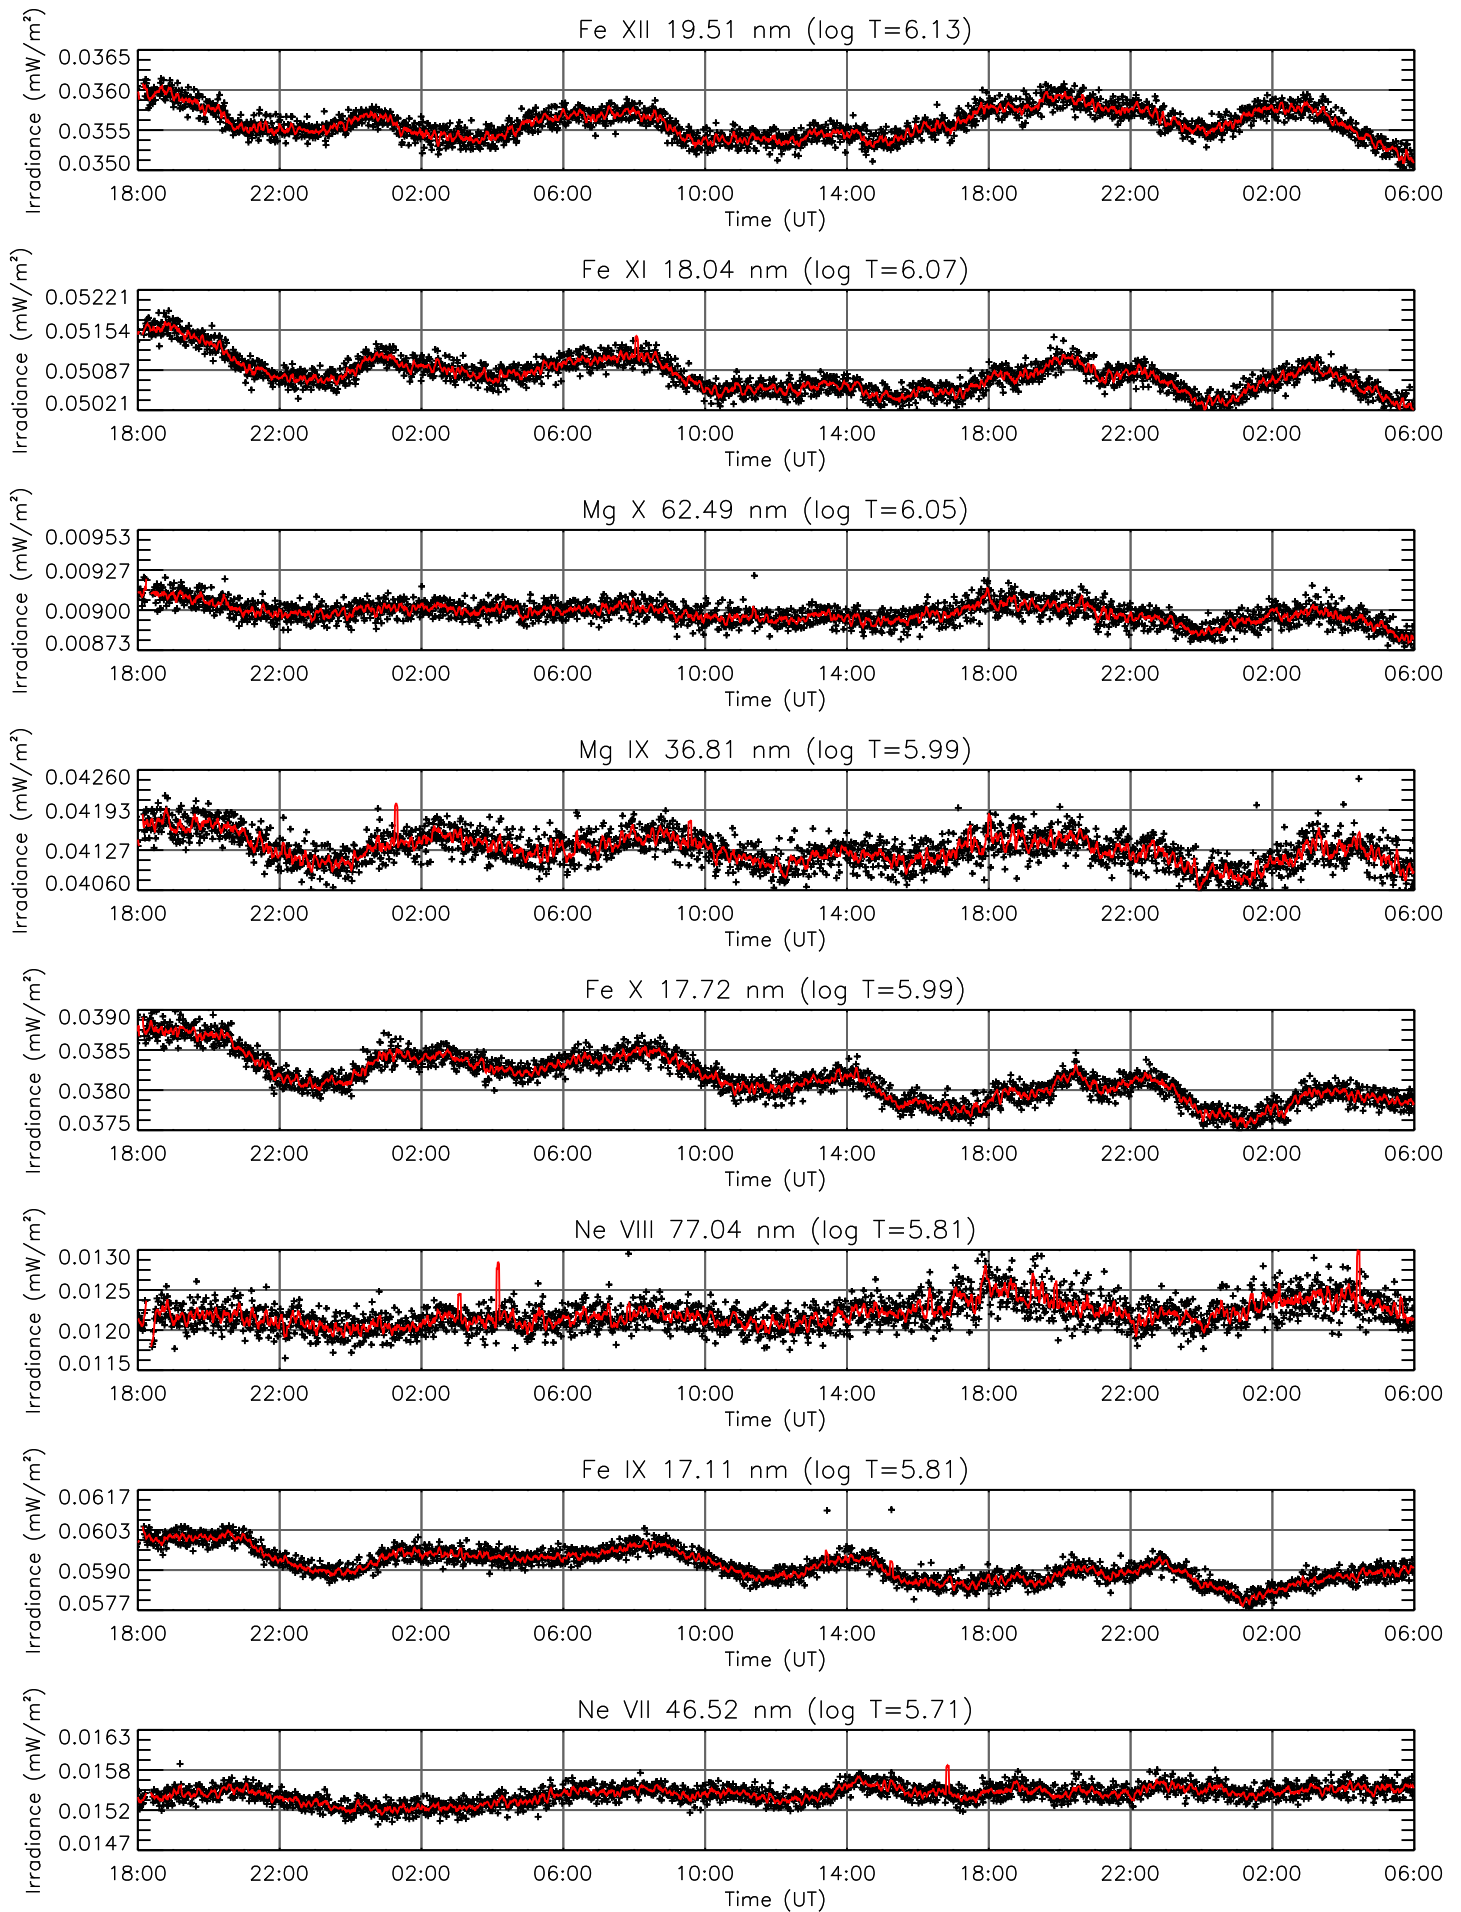 Fe XII 19.51 nm (log T=6.13)
Irradiance (mW/m²)
0.0365
0.0360
0.0355
0.0350
18:00 22:00 02:00 06:00 10:00 14:00 18:00 22:00 02:00 06:00
Time (UT)
Fe XI 18.04 nm (log T=6.07)
Irradiance (mW/m²)
0.05221
0.05154
0.05087
0.05021
18:00 22:00 02:00 06:00 10:00 14:00 18:00 22:00 02:00 06:00
Time (UT)
Mg X 62.49 nm (log T=6.05)
Irradiance (mW/m²)
0.00953
0.00927
0.00900
0.00873
18:00 22:00 02:00 06:00 10:00 14:00 18:00 22:00 02:00 06:00
Time (UT)
Mg IX 36.81 nm (log T=5.99)
Irradiance (mW/m²)
0.04260
0.04193
0.04127
0.04060
18:00 22:00 02:00 06:00 10:00 14:00 18:00 22:00 02:00 06:00
Time (UT)
Fe X 17.72 nm (log T=5.99)
Irradiance (mW/m²)
0.0390
0.0385
0.0380
0.0375
18:00 22:00 02:00 06:00 10:00 14:00 18:00 22:00 02:00 06:00
Time (UT)
Ne VIII 77.04 nm (log T=5.81)
Irradiance (mW/m²)
0.0130
0.0125
0.0120
0.0115
18:00 22:00 02:00 06:00 10:00 14:00 18:00 22:00 02:00 06:00
Time (UT)
Fe IX 17.11 nm (log T=5.81)
Irradiance (mW/m²)
0.0617
0.0603
0.0590
0.0577
18:00 22:00 02:00 06:00 10:00 14:00 18:00 22:00 02:00 06:00
Time (UT)
Ne VII 46.52 nm (log T=5.71)
Irradiance (mW/m²)
0.0163
0.0158
0.0152
0.0147
18:00 22:00 02:00 06:00 10:00 14:00 18:00 22:00 02:00 06:00
Time (UT)